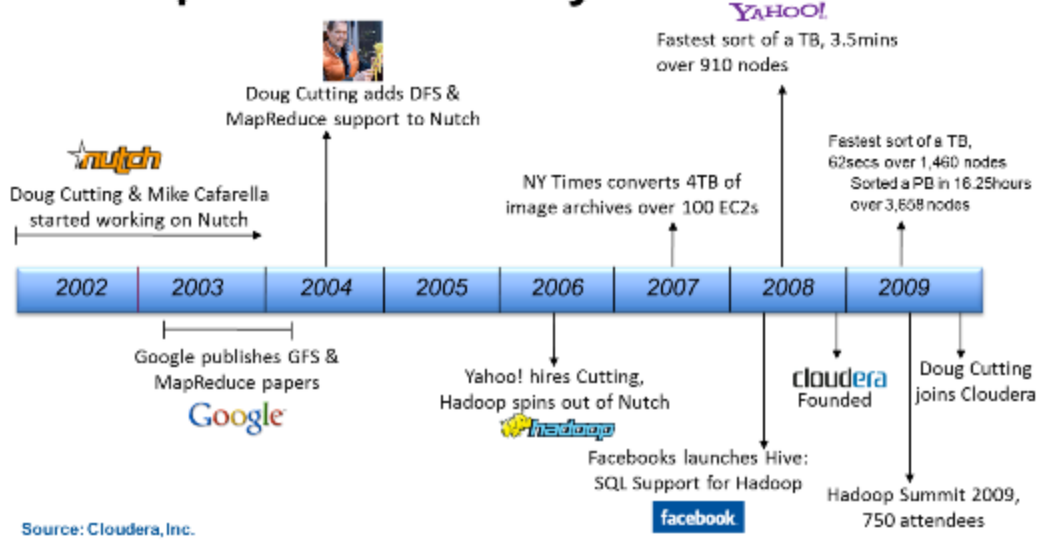 YAHOO!
Fastest sort of a TB, 3.5mins
over 910 nodes
Doug Cutting adds DFS &
MapReduce support to Nutch
Fastest sort of a TB,
62secs over 1,460 nodes
Sorted a PB in 16.25hours
over 3,658 nodes
nutch
Doug Cutting & Mike Cafarella
started working on Nutch
NY Times converts 4TB of
image archives over 100 EC2s
2002 2003 2004 2005 2006 2007 2008 2009
Google publishes GFS &
MapReduce papers
Google
Yahoo! hires Cutting,
Hadoop spins out of Nutch
hadoop
cloudera
Founded
Doug Cutting
joins Cloudera
Facebooks launches Hive:
SQL Support for Hadoop
facebook
Hadoop Summit 2009,
750 attendees
Source: Cloudera, Inc.